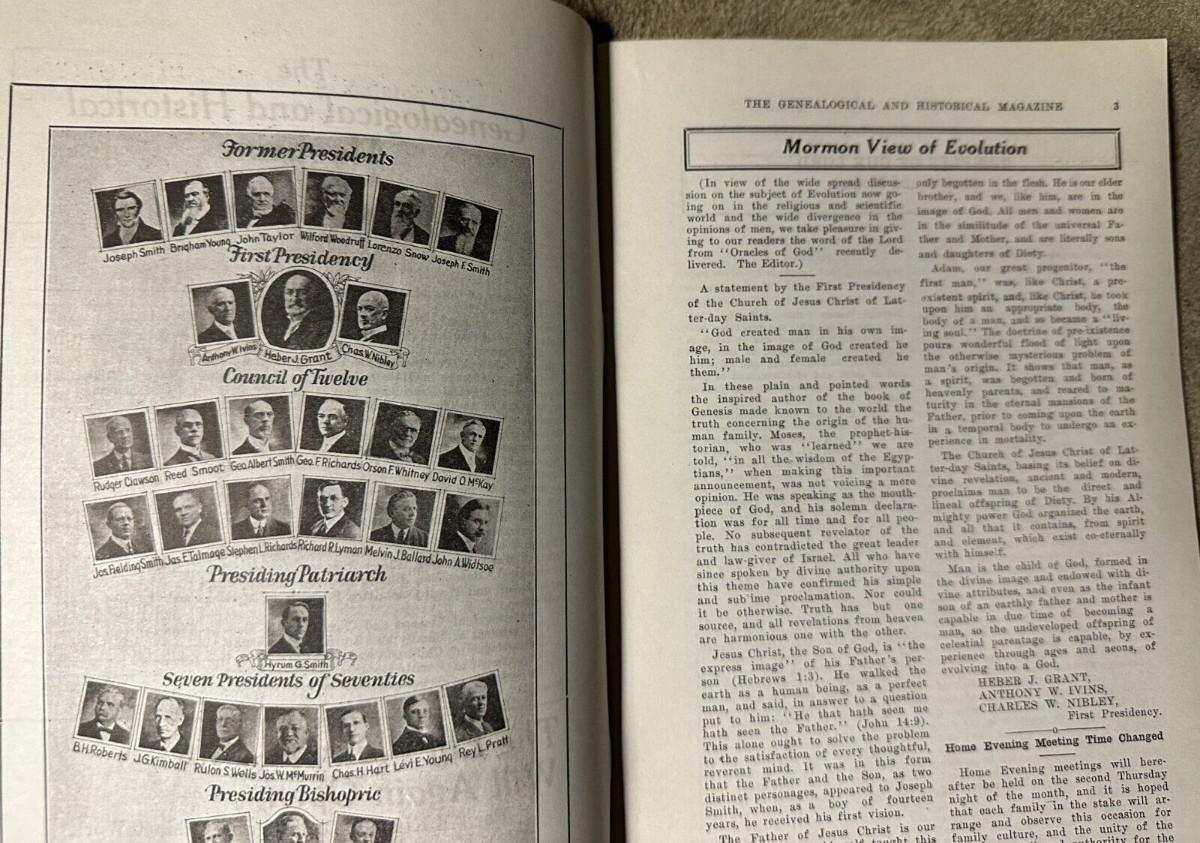 Former Presidents
Joseph Smith Brigham Young John Taylor Wilford Woodruff Lorenzo Snow Joseph F. Smith
First Presidency
Anthony W. Ivins Heber J. Grant Chas. W. Nibley
Council of Twelve
Rudger Clawson Reed Smoot Geo. Albert Smith Geo. F. Richards Orson F. Whitney David O. McKay
Jos. Fielding Smith Jas. E. Talmage Stephen L. Richards Richard R. Lyman Melvin J. Ballard John A. Widtsoe
Presiding Patriarch
Hyrum G. Smith
Seven Presidents of Seventies
B.H. Roberts J.G. Kimball Rulon S. Wells Jos. W. McMurrin Chas. H. Hart Levi E. Young Rey L. Pratt
Presiding Bishopric
THE GENEALOGICAL AND HISTORICAL MAGAZINE 3
Mormon View of Evolution
(In view of the wide spread discus-
sion on the subject of Evolution now go-
ing on in the religious and scientific
world and the wide divergence in the
opinions of men, we take pleasure in giv-
ing to our readers the word of the Lord
from "Oracles of God" recently de-
livered. The Editor.)
A statement by the First Presidency
of the Church of Jesus Christ of Lat-
ter-day Saints.
"God created man in his own im-
age, in the image of God created he
him; male and female created he
them."
In these plain and pointed words
the inspired author of the book of
Genesis made known to the world the
truth concerning the origin of the hu-
man family. Moses, the prophet-his-
torian, who was "learned" we are
told, "in all the wisdom of the Egyp-
tians," when making this important
announcement, was not voicing a mere
opinion. He was speaking as the mouth-
piece of God, and his solemn declara-
tion was for all time and for all peo-
ple. No subsequent revelator of the
truth has contradicted the great leader
and law-giver of Israel. All who have
since spoken by divine authority upon
this theme have confirmed his simple
and sub'ime proclamation. Nor could
it be otherwise. Truth has but one
source, and all revelations from heaven
are harmonious one with the other.
Jesus Christ, the Son of God, is "the
express image" of his Father's per-
son (Hebrews 1:3). He walked the
earth as a human being, as a perfect
man, and said, in answer to a question
put to him: "He that hath seen me
hath seen the Father." (John 14:9).
This alone ought to solve the problem
to the satisfaction of every thoughtful,
reverent mind. It was in this form
that the Father and the Son, as two
distinct personages, appeared to Joseph
Smith, when, as a boy of fourteen
years, he received his first vision.
The Father of Jesus Christ is our
taught this
only begotten in the flesh. He is our elder
brother, and we, like him, are in the
image of God. All men and women are
in the similitude of the universal Fa-
ther and Mother, and are literally sons
and daughters of Diety.
Adam, our great progenitor, "the
first man," was, like Christ, a pre-
existent spirit, and, like Christ, he took
upon him an appropriate body, the
body of a man, and so became a "liv-
ing soul." The doctrine of pre-ixistence
pours wonderful flood of light upon
the otherwise mysterious problem of
man's origin. It shows that man, as
a spirit, was begotten and born of
heavenly parents, and reared to ma-
turity in the eternal mansions of the
Father, prior to coming upon the earth
in a temporal body to undergo an ex-
perience in mortality.
The Church of Jesus Christ of Lat-
ter-day Saints, basing its belief on di-
vine revelation, ancient and modern,
proclaims man to be the direct and
lineal offspring of Diety. By his Al-
mighty power God organized the earth,
and all that it contains, from spirit
and element, which exist co-eternally
with himself.
Man is the child of God, formed in
the divine image and endowed with di-
vine attributes, and even as the infant
son of an earthly father and mother is
capable in due time of becoming a
man, so the undeveloped offspring of
celestial parentage is capable, by ex-
perience through ages and aeons, of
evolving into a God.
HEBER J. GRANT,
ANTHONY W. IVINS,
CHARLES W. NIBLEY,
First Presidency.
Home Evening Meeting Time Changed
Home Evening meetings will here-
after be held on the second Thursday
night of the month, and it is hoped
that each family in the stake will ar-
range and observe this occasion for
family culture, and the unity of the
for the